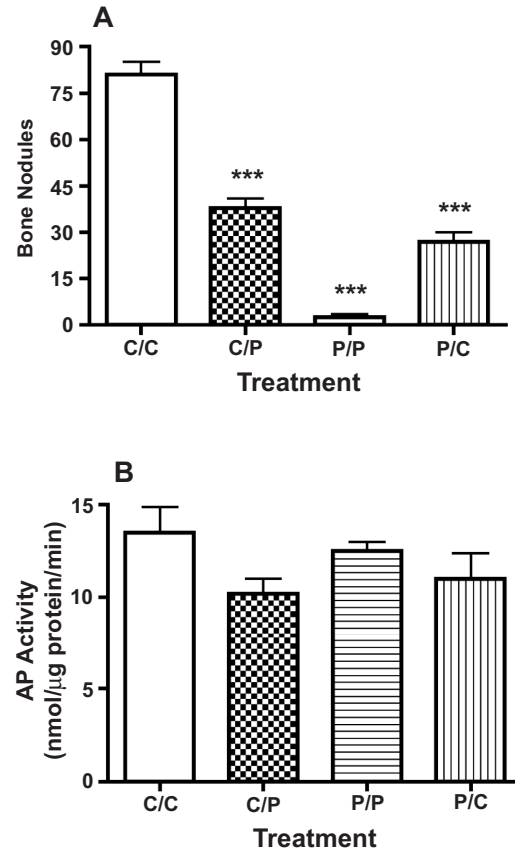 A
90
75
60
45
30
15
0
Bone Nodules
***
***
***
C/C C/P P/P P/C
Treatment
B
15
10
5
0
AP Activity
(nmol/μg protein/min)
C/C C/P P/P P/C
Treatment